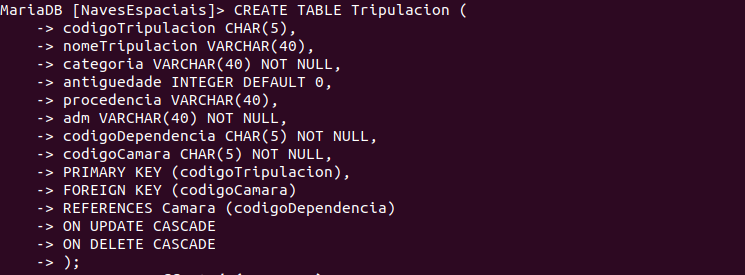 MariaDB [NavesEspaciais]> CREATE TABLE Tripulacion (
-> codigoTripulacion CHAR(5),
-> nomeTripulacion VARCHAR(40),
-> categoria VARCHAR(40) NOT NULL,
-> antiguedade INTEGER DEFAULT 0,
-> procedencia VARCHAR(40),
-> adm VARCHAR(40) NOT NULL,
-> codigoDependencia CHAR(5) NOT NULL,
-> codigoCamara CHAR(5) NOT NULL,
-> PRIMARY KEY (codigoTripulacion),
-> FOREIGN KEY (codigoCamara)
-> REFERENCES Camara (codigoDependencia)
-> ON UPDATE CASCADE
-> ON DELETE CASCADE
-> );